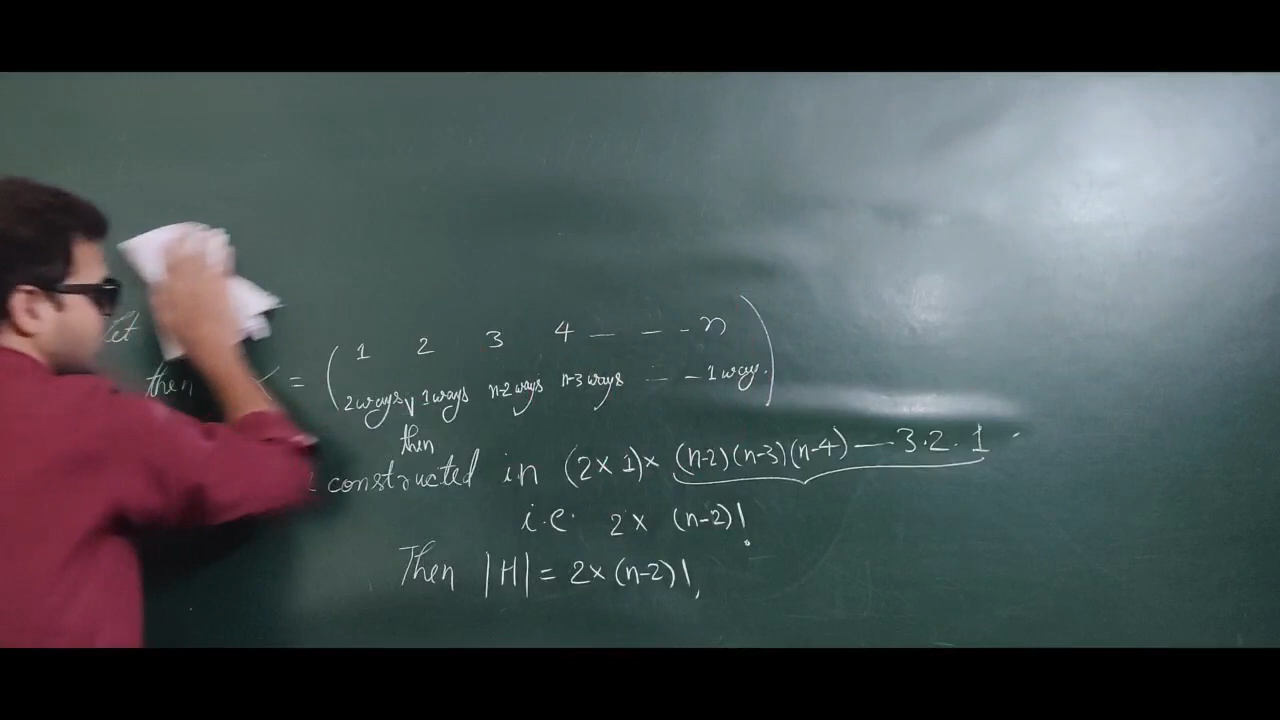 let
then = ( 1 2 3 4 — — - n
2 ways, 1 ways n-2 ways n-3 ways — - 1 way. )
then
constructed in (2×1)× (n-2)(n-3)(n-4) — 3.2.1
i.e. 2× (n-2)!
Then |H| = 2×(n-2)!